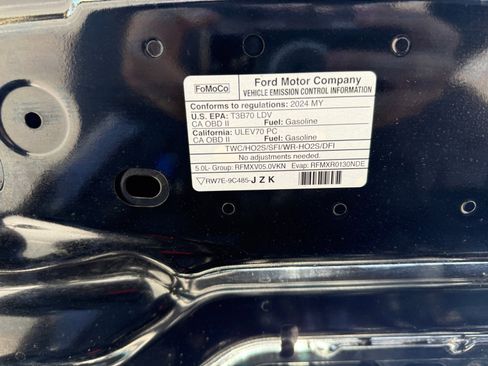 FoMoCo
Ford Motor Company
VEHICLE EMISSION CONTROL INFORMATION
Conforms to regulations: 2024 MY
U.S. EPA: T3B70 LDV
CA OBD II Fuel: Gasoline
California: ULEV70 PC
CA OBD II Fuel: Gasoline
TWC/HO2S/SFI/WR-HO2S/DFI
No adjustments needed.
5.0L- Group: RFMXV05.0VKN Evap: RFMXR0130NDE
RW7E-9C485-JZK